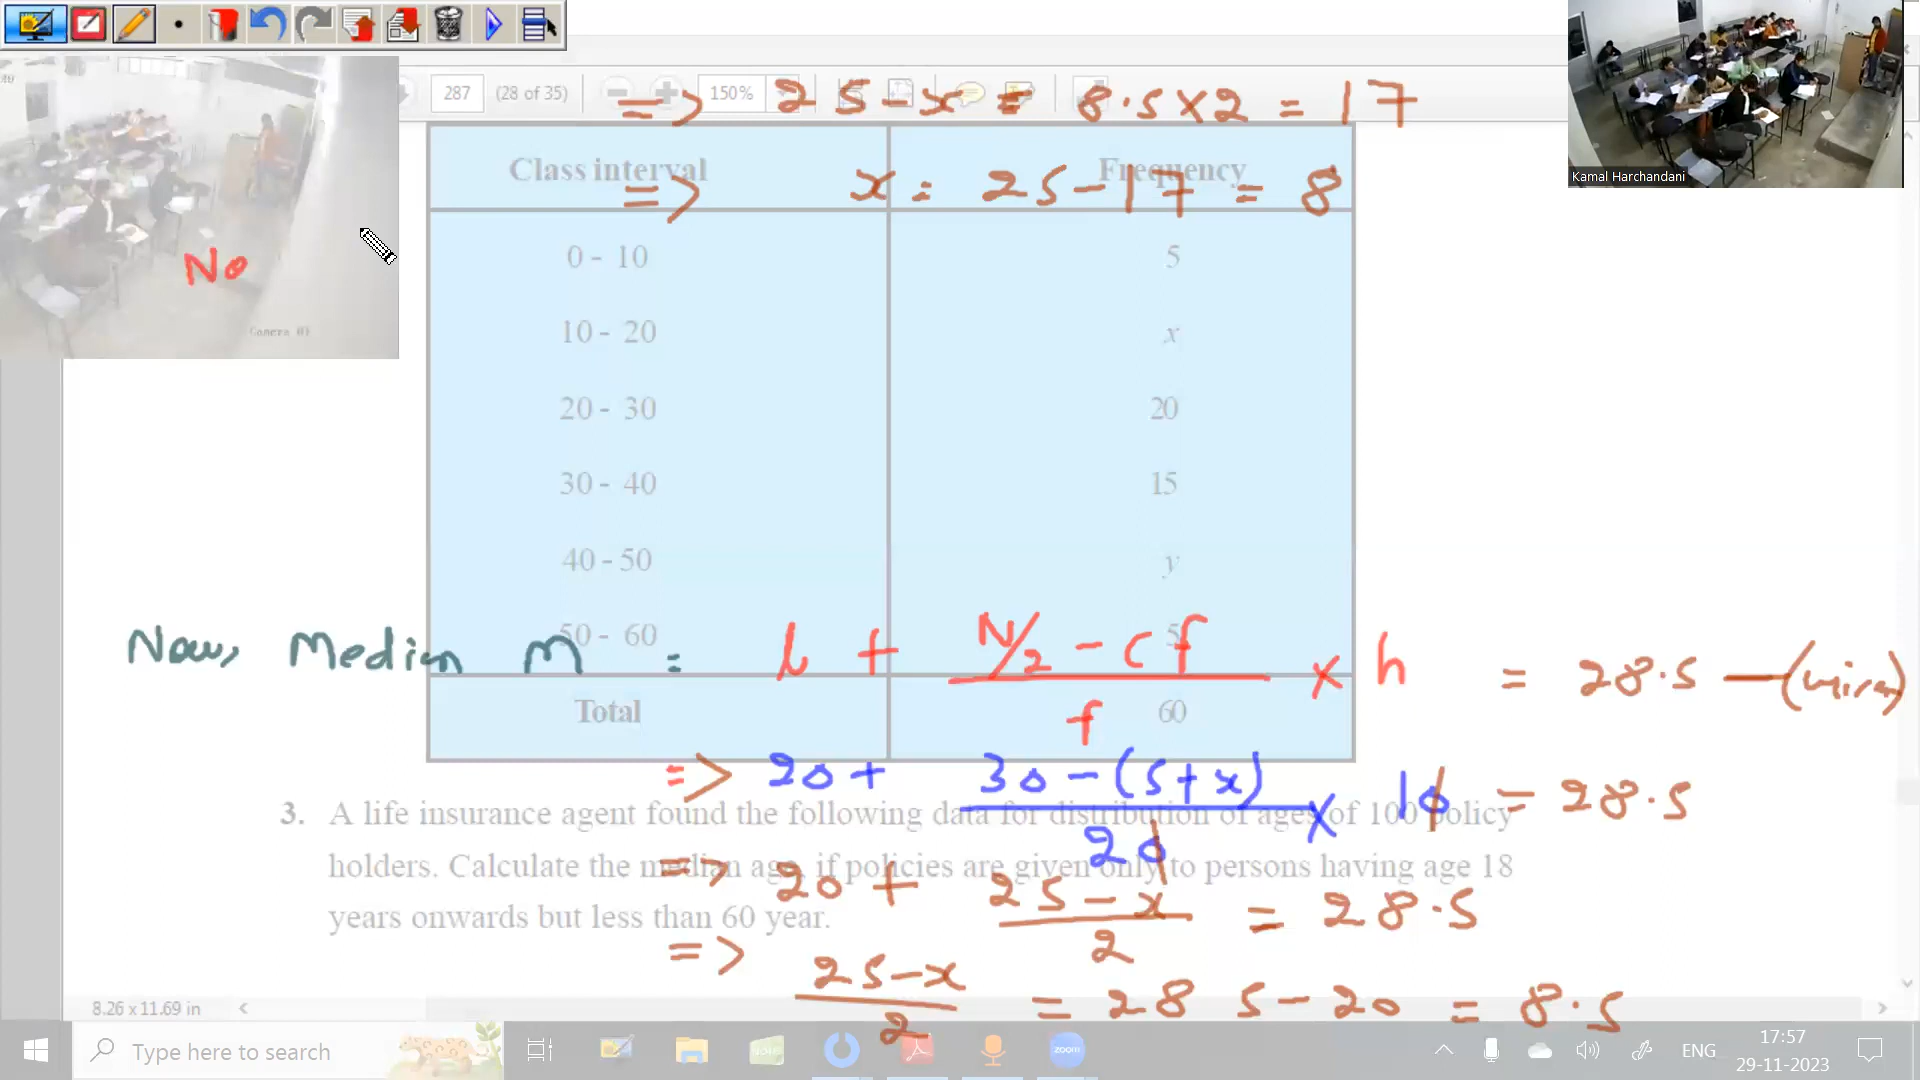 287 (28 of 35) 150%
=> 25-x = 8.5x2 = 17
Kamal Harchandani
Class interval Frequency
=> x = 25-17 = 8
0 - 10 5
No
Camera 01
10 - 20 x
20 - 30 20
30 - 40 15
40 - 50 y
50 - 60 5
Now, Median M = l + N/2 - cf / f x h = 28.5 —(given)
Total 60
=> 20 + 30-(5+x) / 20 x 10 = 28.5
3. A life insurance agent found the following data for distribution of ages of 100 policy
holders. Calculate the median age, if policies are given only to persons having age 18
years onwards but less than 60 year.
=> 20 + 25-x / 2 = 28.5
=> 25-x / 2 = 28 5-20 = 8.5
8.26 x 11.69 in
Type here to search
zoom
ENG
17:57
29-11-2023